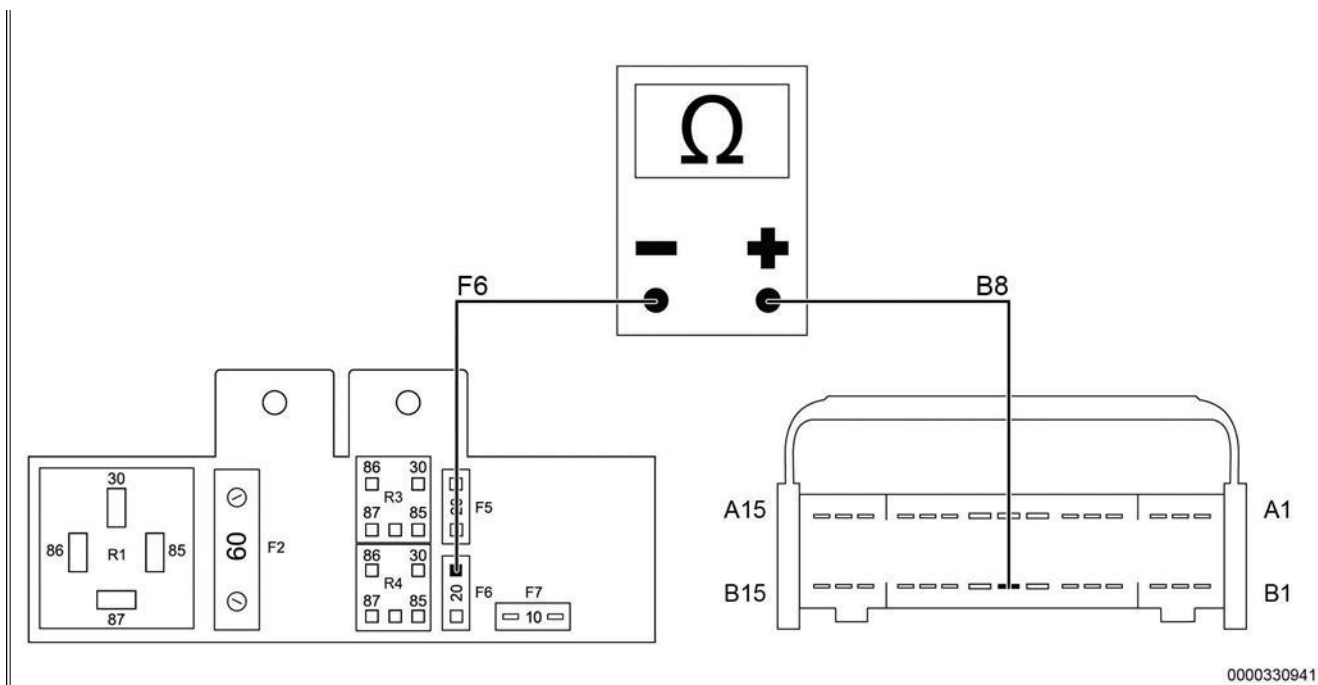 Ω
− +
F6 B8
30
86 R1 85
87
60 F2
86 30
R3
87 85
86 30
R4
87 85
20 F5
20 F6
F7
10
A15 A1
B15 B1
0000330941